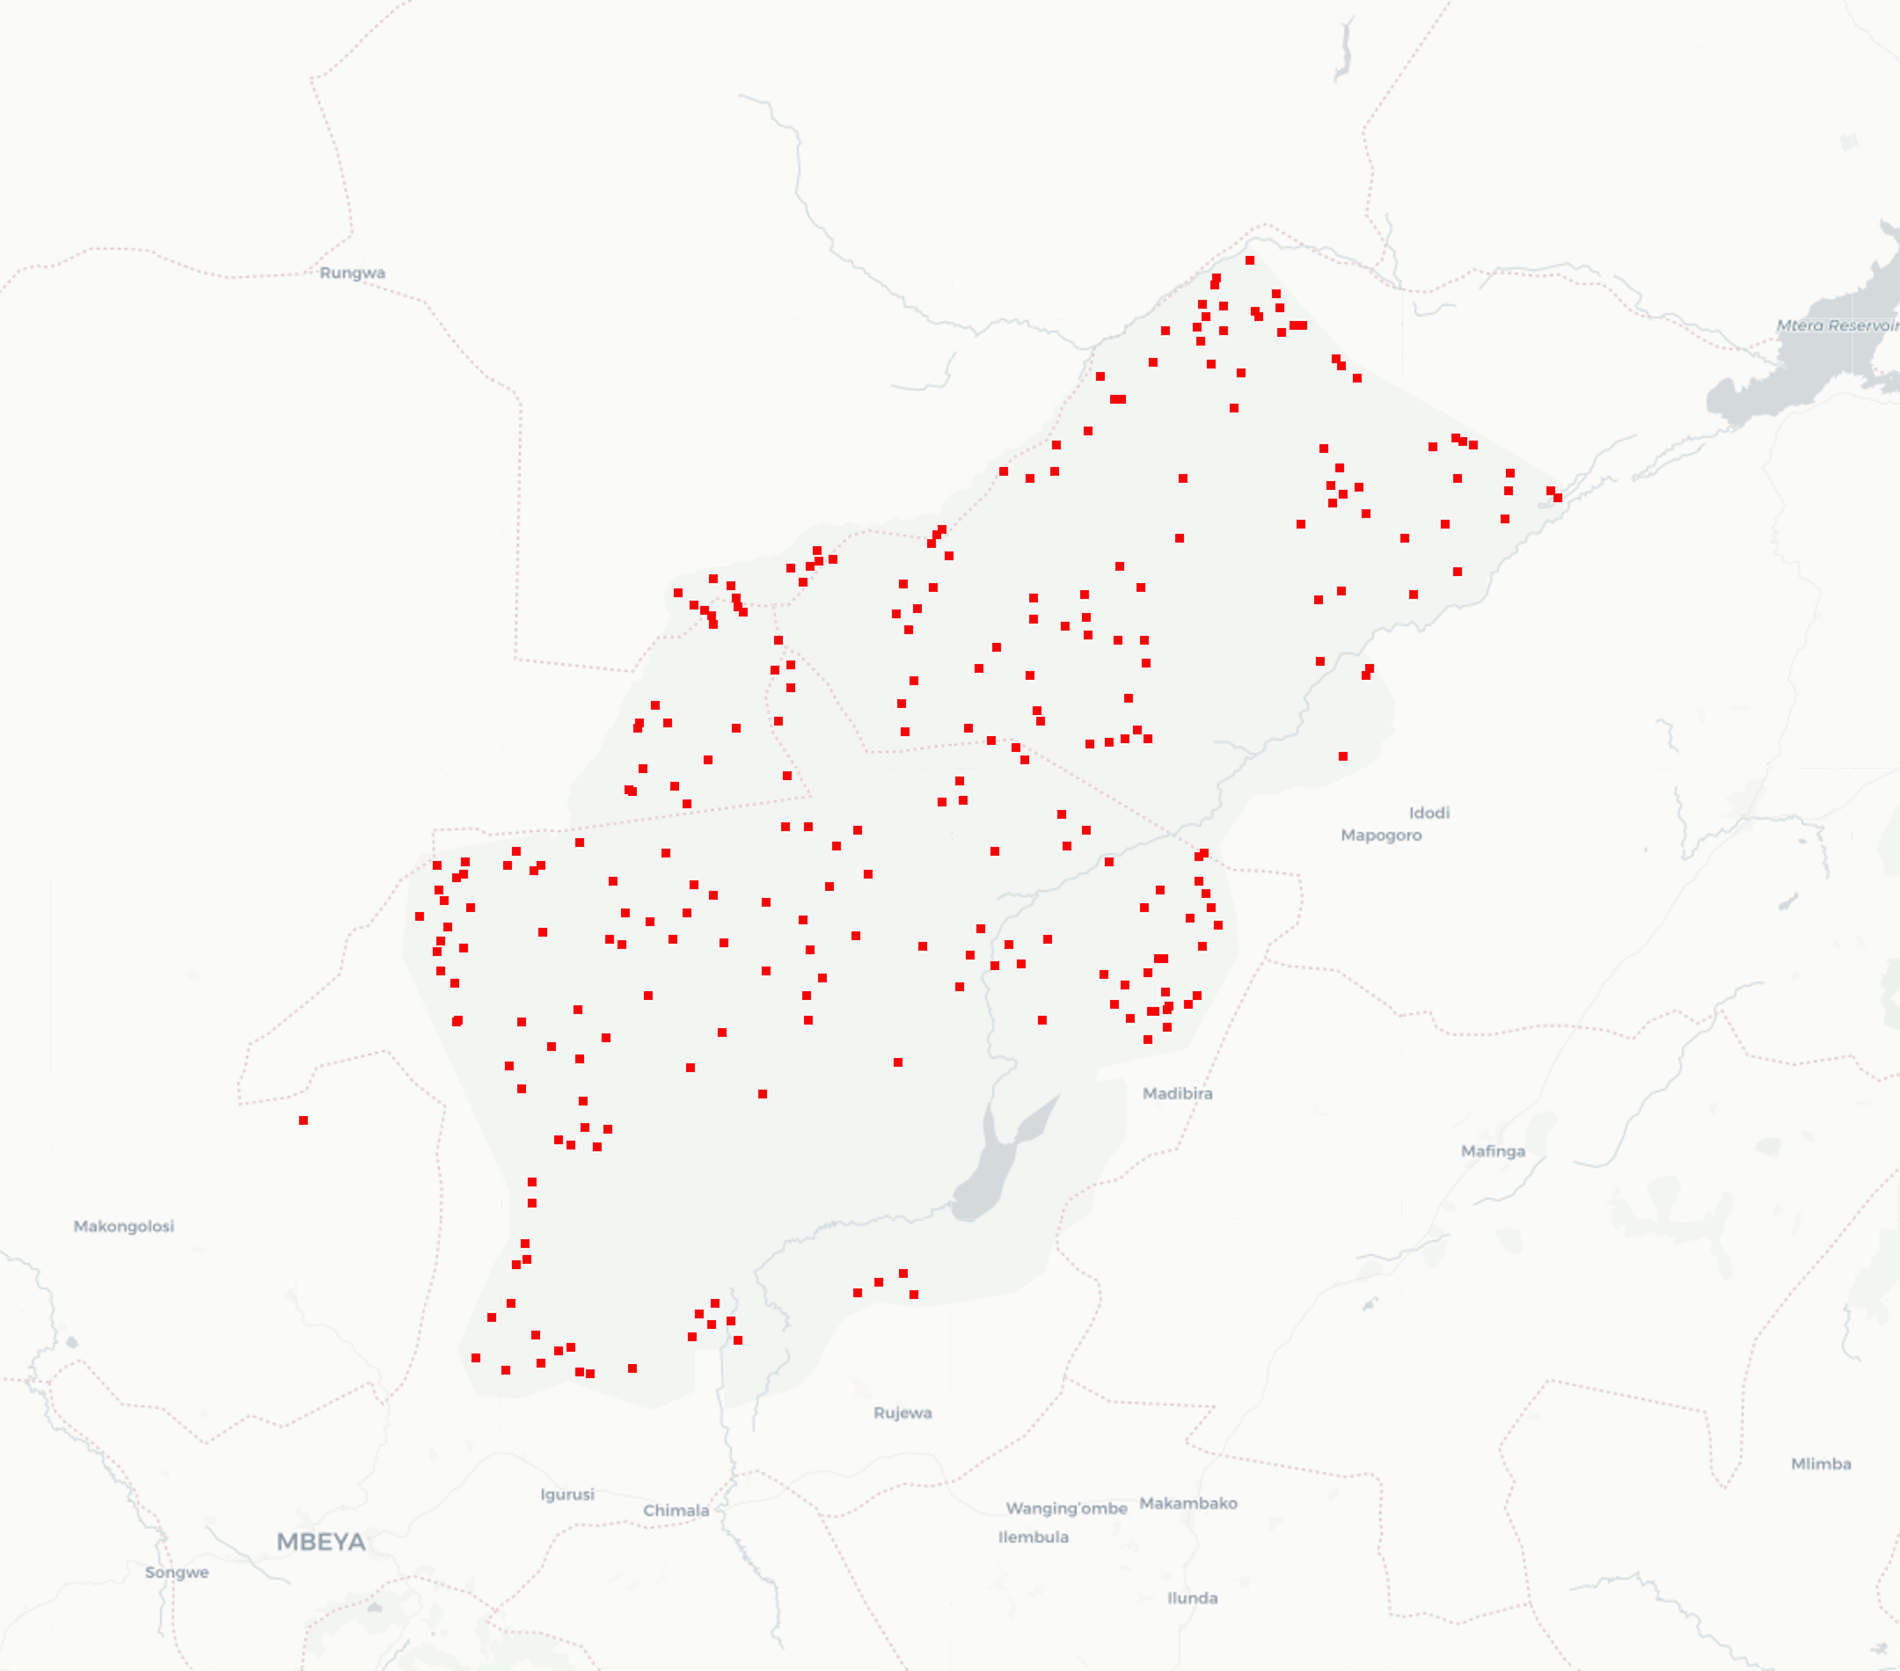 Rungwa
Mtera Reservoir
Idodi
Mapogoro
Madibira
Mafinga
Makongolosi
Rujewa
Mlimba
Igurusi
Chimala
Wanging'ombe
Makambako
Ilembula
MBEYA
Songwe
Ilunda